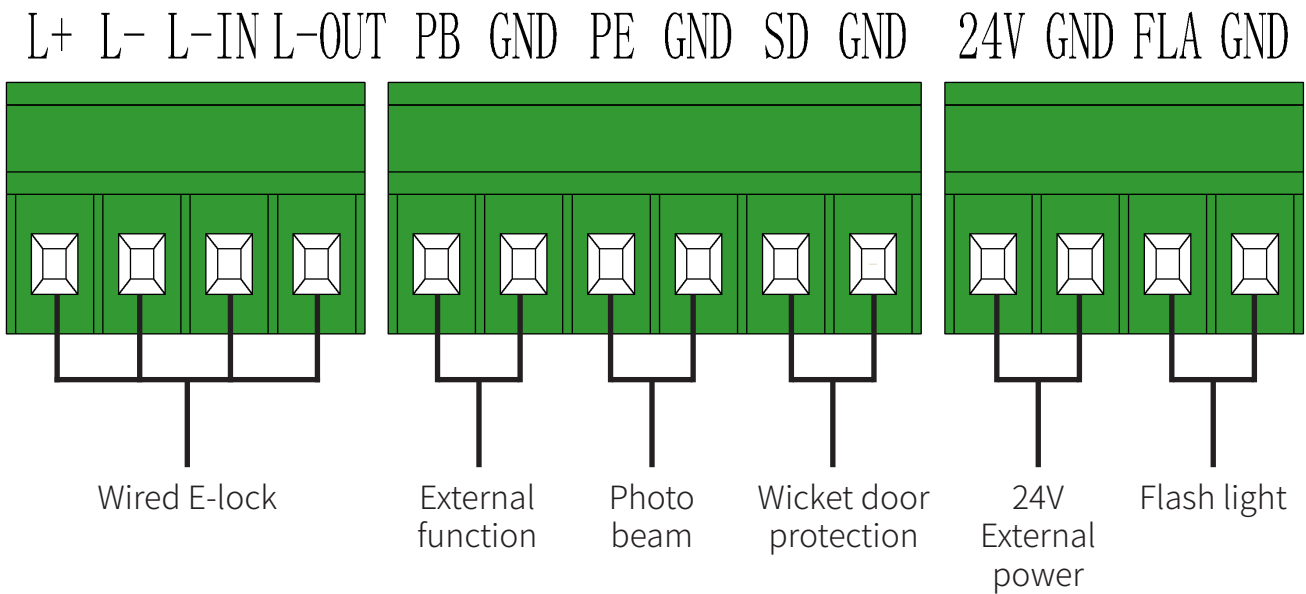 L+ L- L-IN L-OUT PB GND PE GND SD GND 24V GND FLA GND
Wired E-lock
External
function
Photo
beam
Wicket door
protection
24V
External
power
Flash light